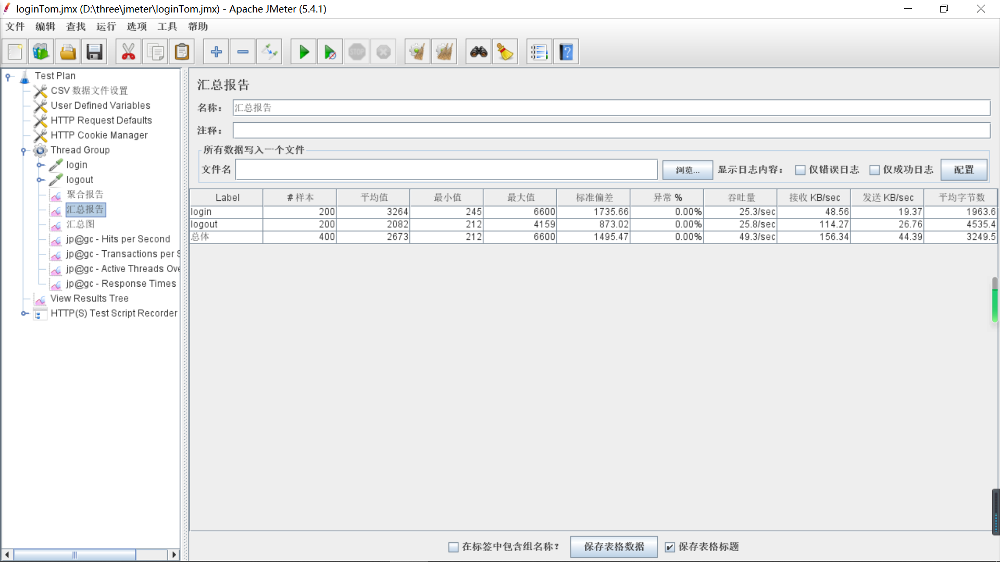 loginTom.jmx (D:\three\jmeter\loginTom.jmx) - Apache JMeter (5.4.1)
文件 编辑 查找 运行 选项 工具 帮助
STOP
Test Plan
CSV 数据文件设置
User Defined Variables
HTTP Request Defaults
HTTP Cookie Manager
Thread Group
login
logout
聚合报告
汇总报告
汇总图
jp@gc - Hits per Second
jp@gc - Transactions per S
jp@gc - Active Threads Ove
jp@gc - Response Times
View Results Tree
HTTP(S) Test Script Recorder
汇总报告
名称： 汇总报告
注释：
所有数据写入一个文件
文件名 浏览... 显示日志内容： 仅错误日志 仅成功日志 配置
Label # 样本 平均值 最小值 最大值 标准偏差 异常 % 吞吐量 接收 KB/sec 发送 KB/sec 平均字节数
login 200 3264 245 6600 1735.66 0.00% 25.3/sec 48.56 19.37 1963.6
logout 200 2082 212 4159 873.02 0.00% 25.8/sec 114.27 26.76 4535.4
总体 400 2673 212 6600 1495.47 0.00% 49.3/sec 156.34 44.39 3249.5
在标签中包含组名称？ 保存表格数据 保存表格标题